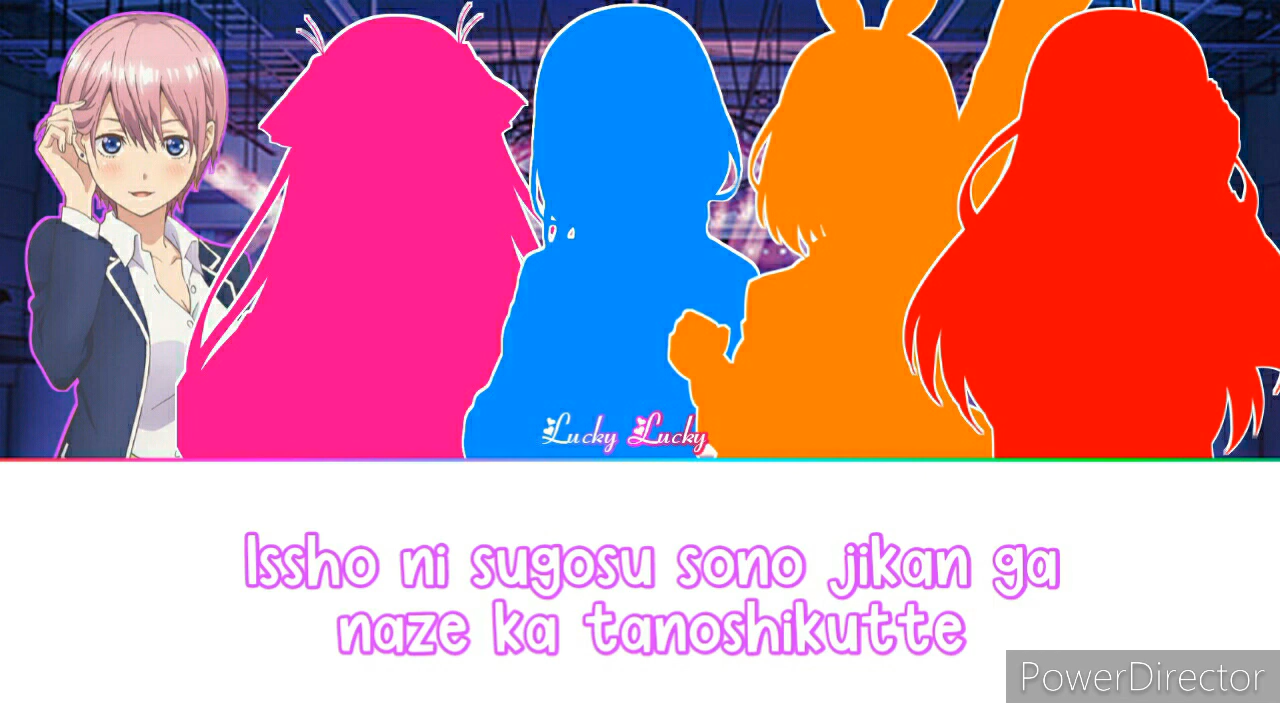 Lucky Lucky
Issho ni sugosu sono jikan ga
naze ka tanoshikutte
PowerDirector